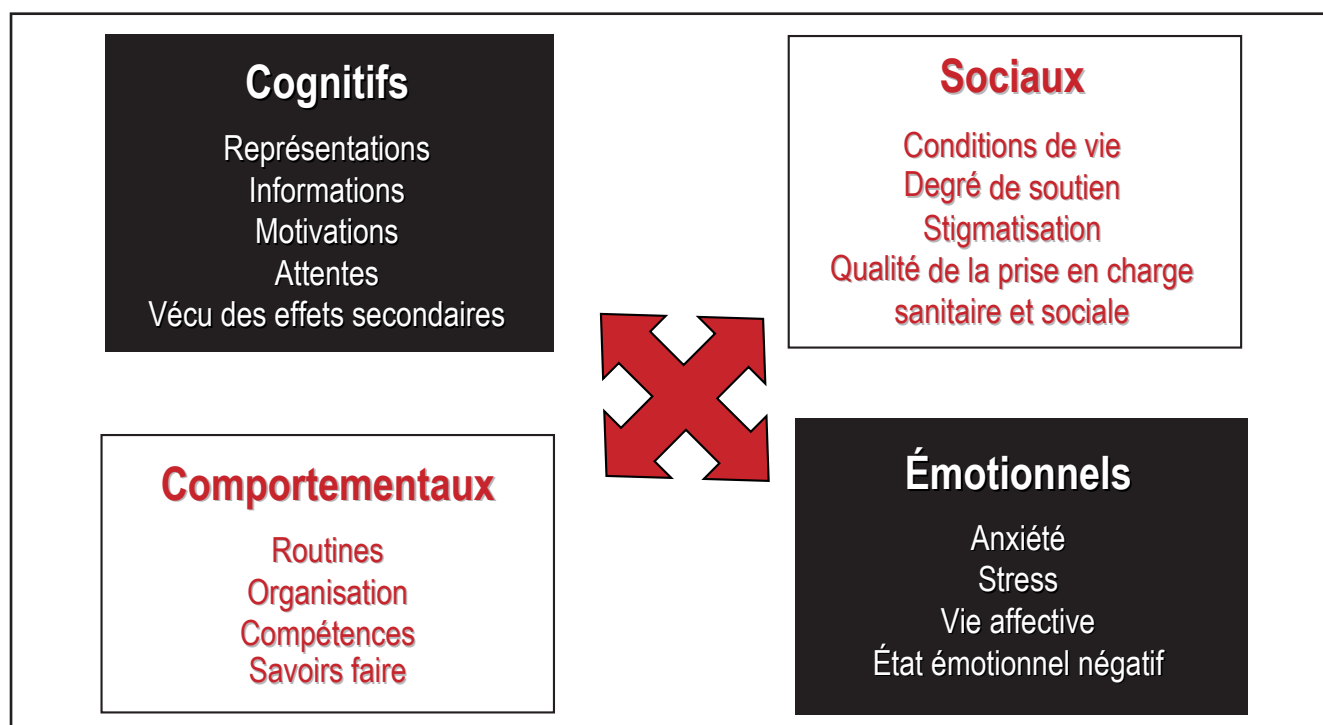 Cognitifs
Représentations
Informations
Motivations
Attentes
Vécu des effets secondaires
Sociaux
Conditions de vie
Degré de soutien
Stigmatisation
Qualité de la prise en charge
sanitaire et sociale
Comportementaux
Routines
Organisation
Compétences
Savoirs faire
Émotionnels
Anxiété
Stress
Vie affective
État émotionnel négatif